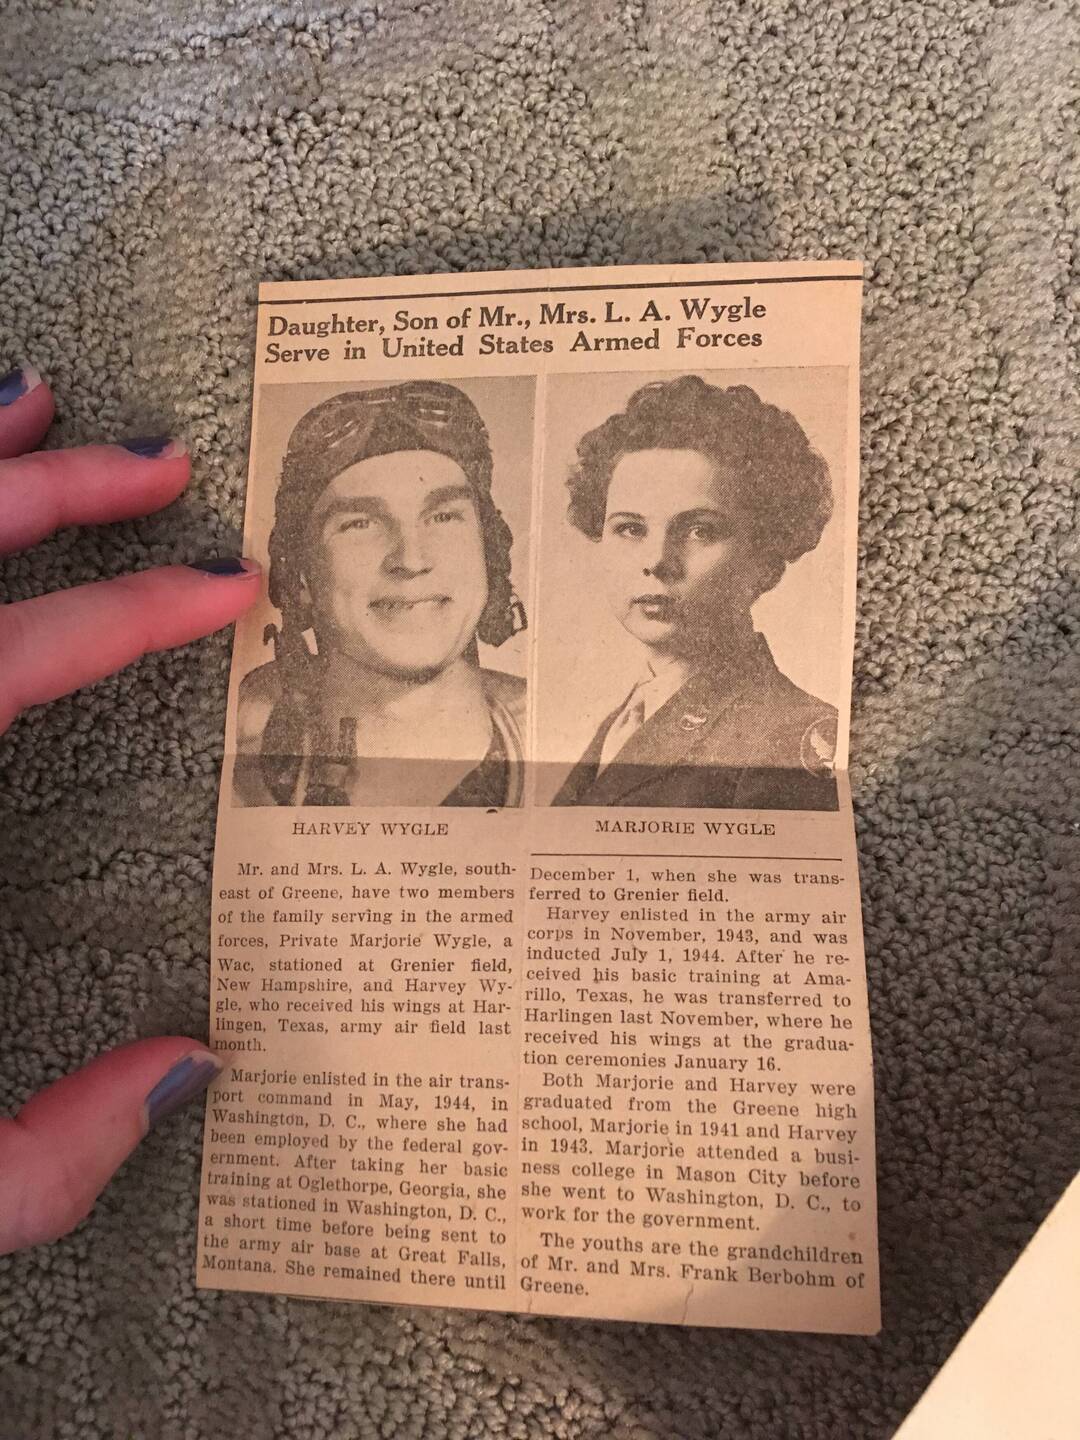 Daughter, Son of Mr., Mrs. L. A. Wygle
Serve in United States Armed Forces
HARVEY WYGLE
MARJORIE WYGLE
Mr. and Mrs. L. A. Wygle, south-
east of Greene, have two members
of the family serving in the armed
forces, Private Marjorie Wygle, a
Wac, stationed at Grenier field,
New Hampshire, and Harvey Wy-
gle, who received his wings at Har-
lingen, Texas, army air field last
month.
Marjorie enlisted in the air trans-
port command in May, 1944, in
Washington, D. C., where she had
been employed by the federal gov-
ernment. After taking her basic
training at Oglethorpe, Georgia, she
was stationed in Washington, D. C.,
a short time before being sent to
the army air base at Great Falls,
Montana. She remained there until
December 1, when she was trans-
ferred to Grenier field.
Harvey enlisted in the army air
corps in November, 1943, and was
inducted July 1, 1944. After he re-
ceived his basic training at Ama-
rillo, Texas, he was transferred to
Harlingen last November, where he
received his wings at the gradua-
tion ceremonies January 16.
Both Marjorie and Harvey were
graduated from the Greene high
school, Marjorie in 1941 and Harvey
in 1943. Marjorie attended a busi-
ness college in Mason City before
she went to Washington, D. C., to
work for the government.
The youths are the grandchildren
of Mr. and Mrs. Frank Berbohm of
Greene.